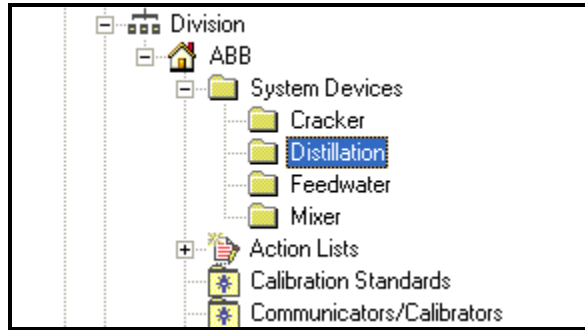 Division
ABB
System Devices
Cracker
Distillation
Feedwater
Mixer
Action Lists
Calibration Standards
Communicators/Calibrators